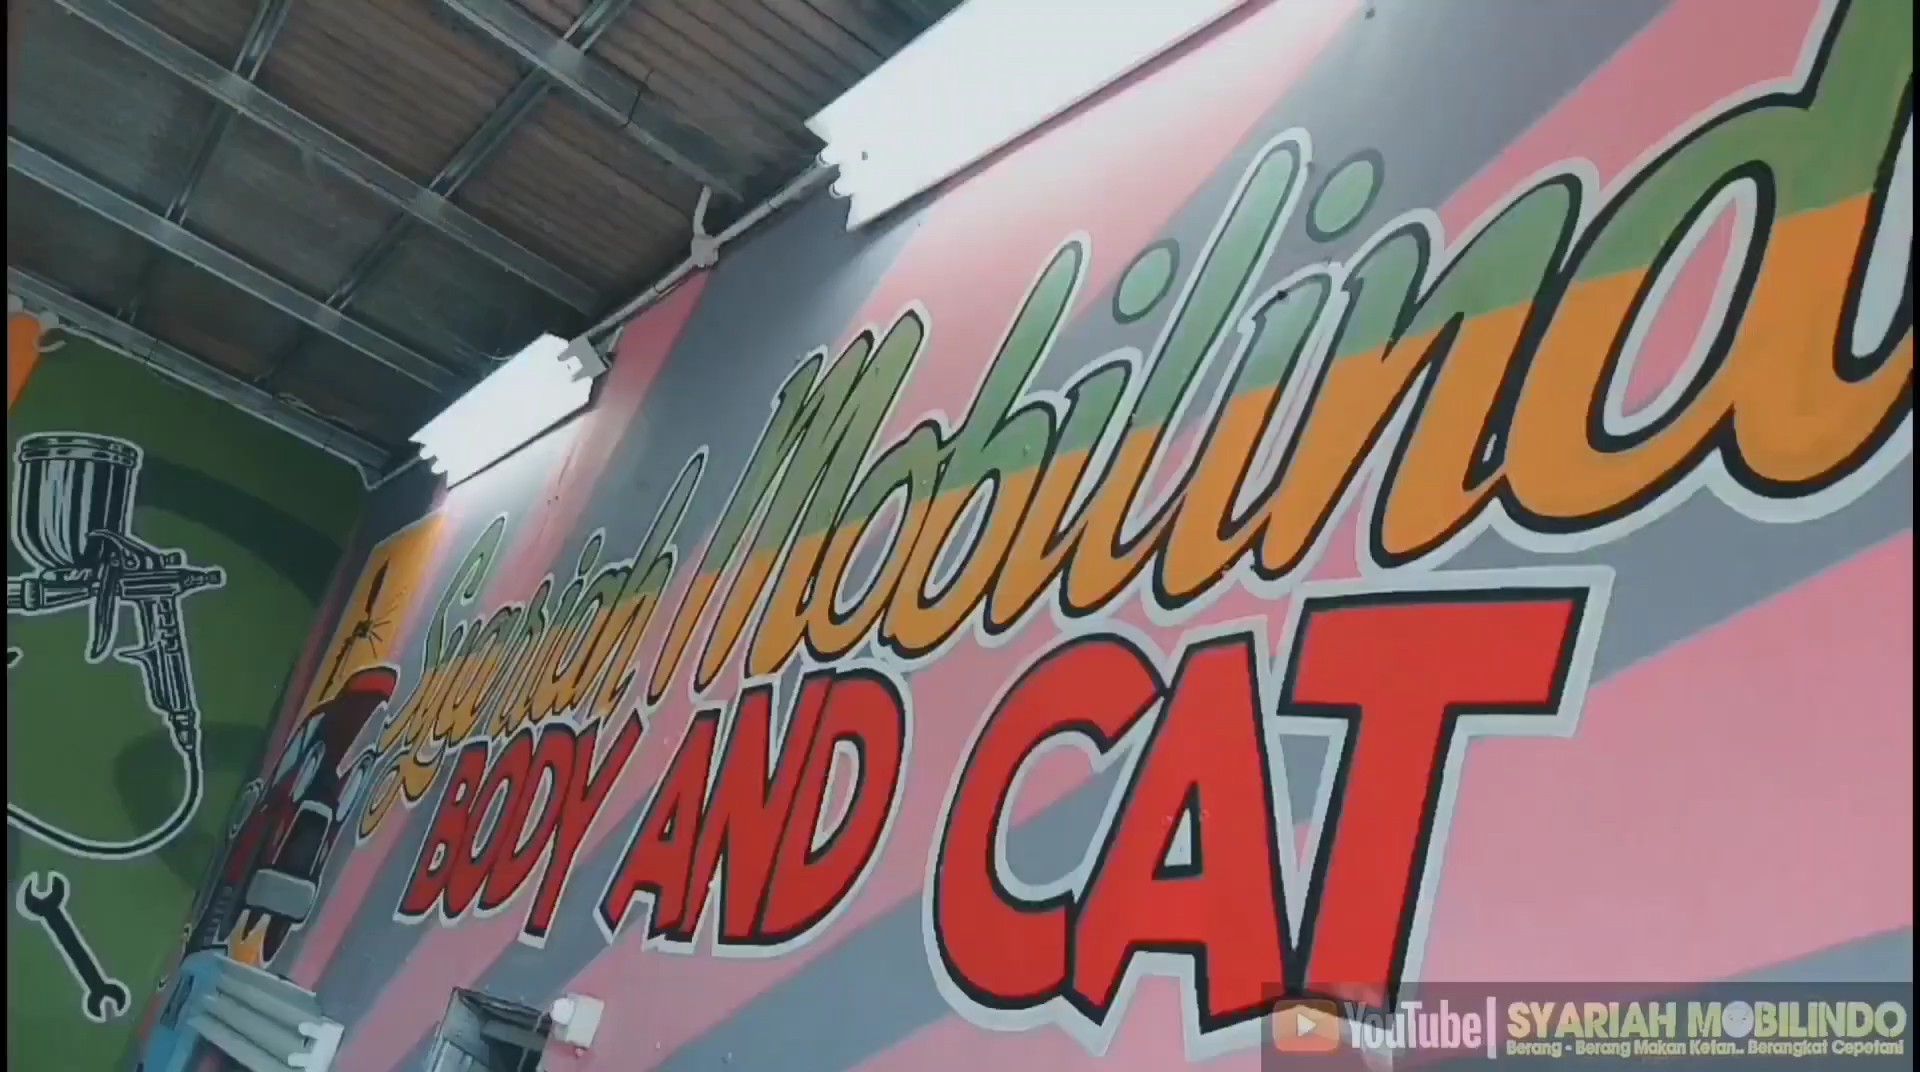 Syariah Mobilind
BODY AND CAT
YouTube | SYARIAH MOBILINDO
Berang - Berang Makan Ketan.. Berangkat Cepetan!